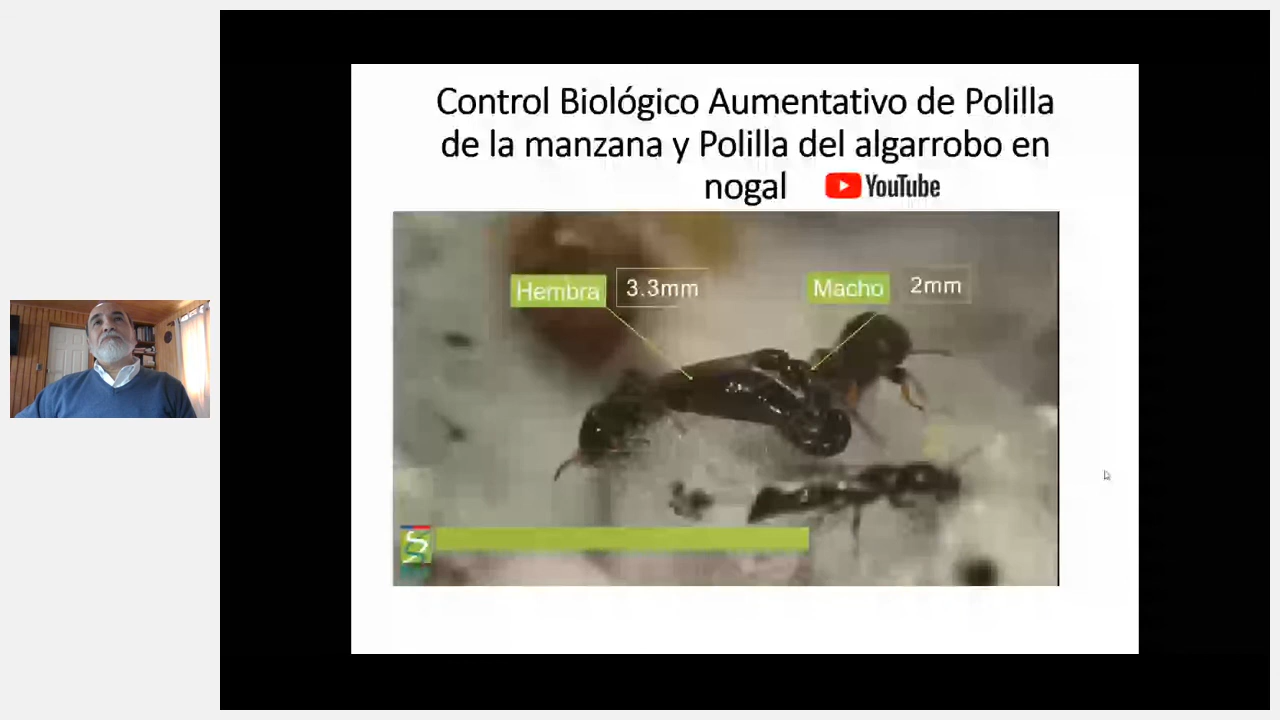 Control Biológico Aumentativo de Polilla
de la manzana y Polilla del algarrobo en
nogal YouTube
Hembra 3.3mm Macho 2mm